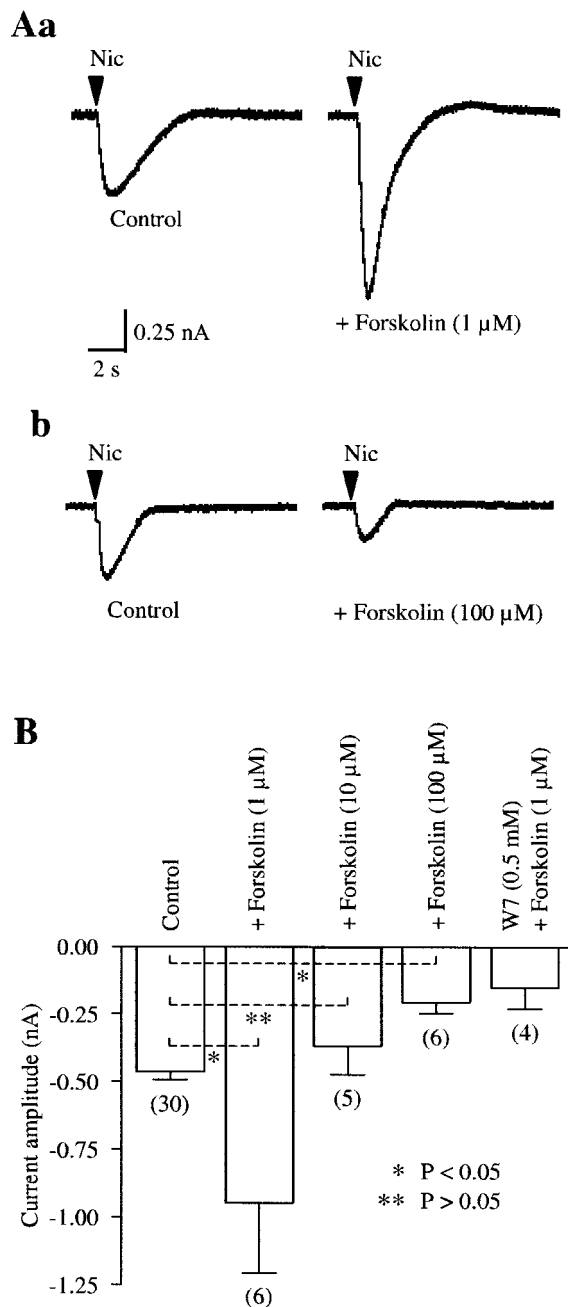 Aa
Nic
Nic
Control
+ Forskolin (1 µM)
0.25 nA
2 s
b
Nic
Nic
Control
+ Forskolin (100 µM)
B
Control
+ Forskolin (1 µM)
+ Forskolin (10 µM)
+ Forskolin (100 µM)
W7 (0.5 mM)
+ Forskolin (1 µM)
Current amplitude (nA)
0.00
-0.25
-0.50
-0.75
-1.00
-1.25
*
**
*
(30)
(6)
(5)
(6)
(4)
* P < 0.05
** P > 0.05